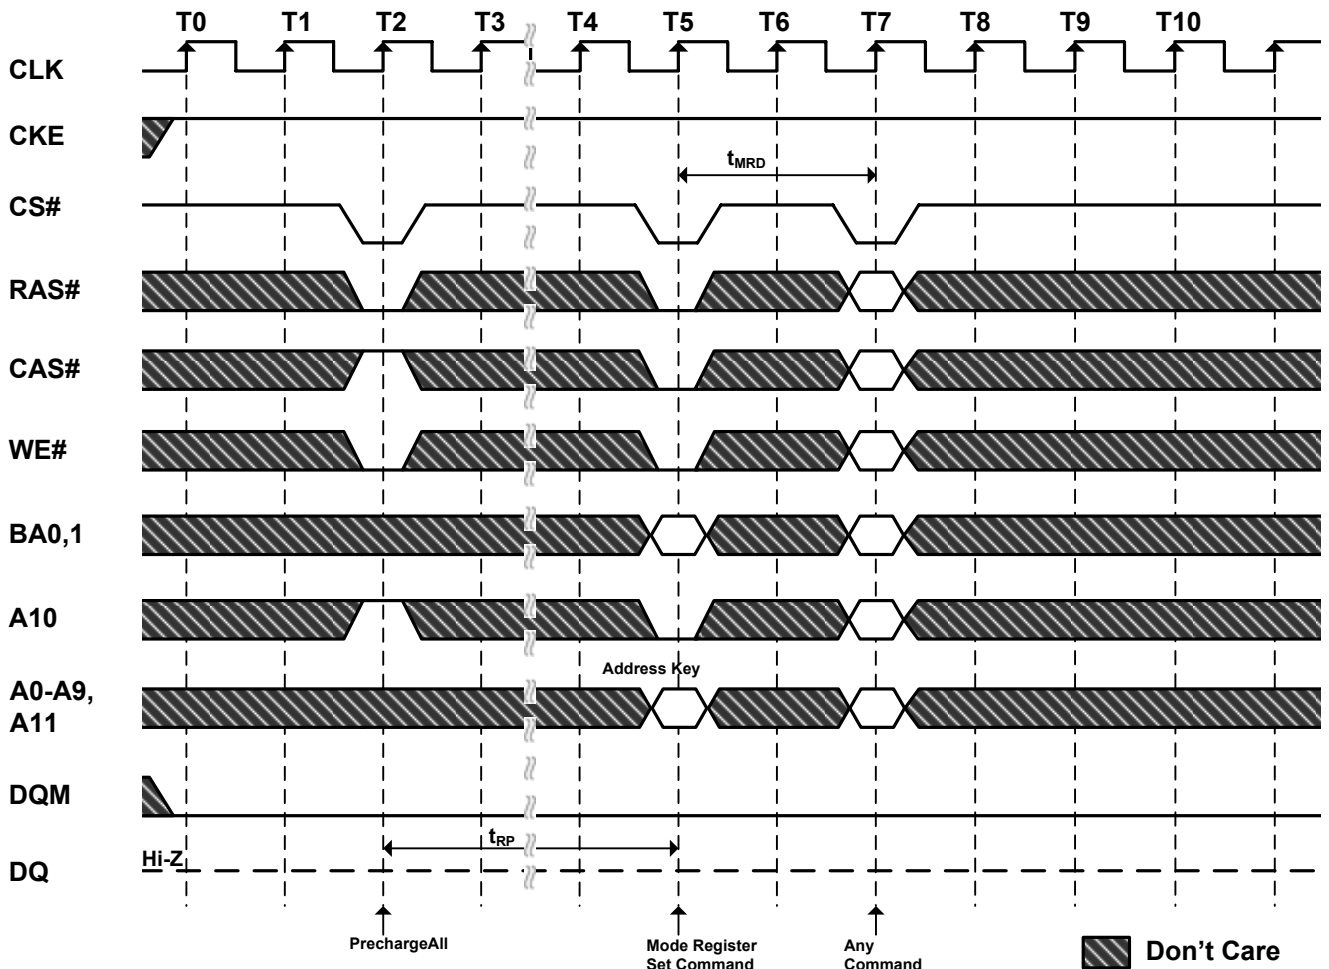 T0 T1 T2 T3 T4 T5 T6 T7 T8 T9 T10
CLK
CKE
tMRD
CS#
RAS#
CAS#
WE#
BA0,1
A10
Address Key
A0-A9,
A11
DQM
tRP
Hi-Z
DQ
PrechargeAll
Mode Register
Set Command
Any
Command
Don't Care